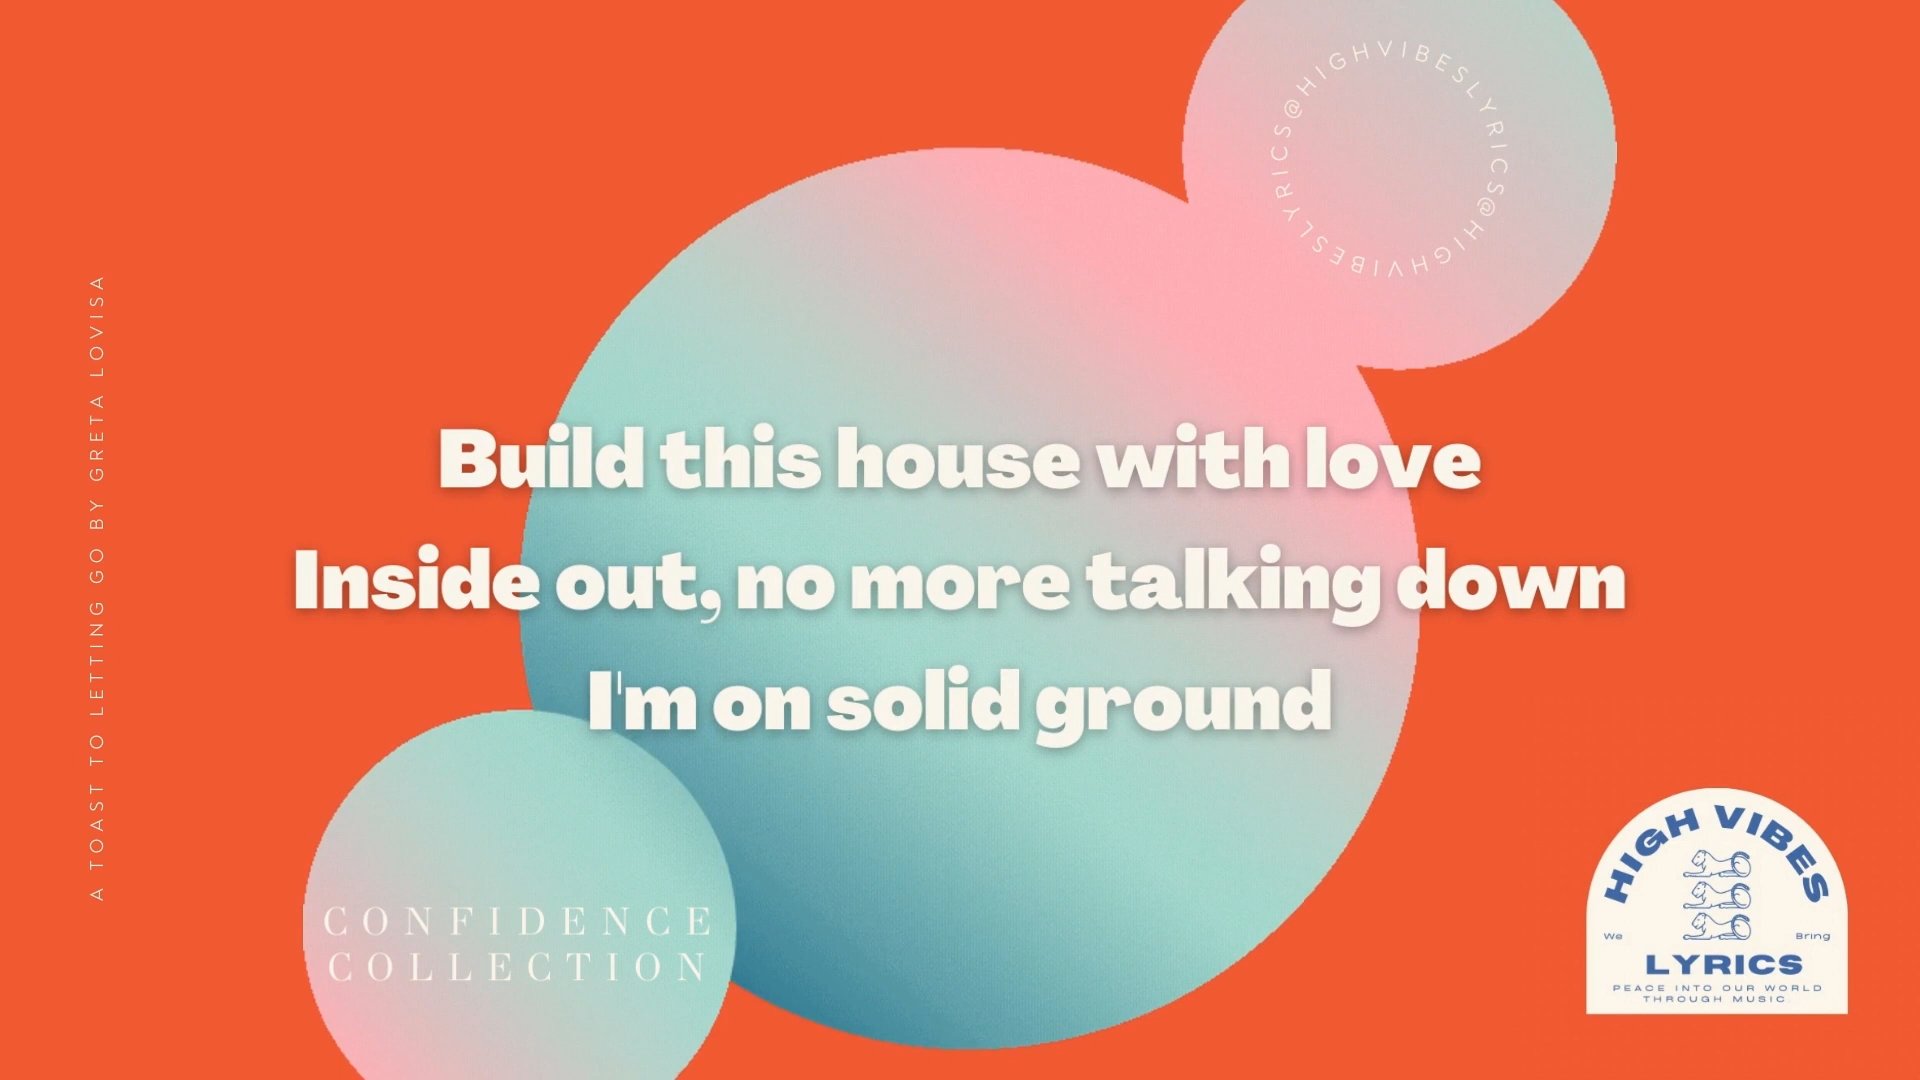 @HIGHVIBESLYRICS@HIGHVIBESLYRICS
A TOAST TO LETTING GO BY GRETA LOVISA
Build this house with love
Inside out, no more talking down
I'm on solid ground
CONFIDENCE
COLLECTION
HIGH VIBES
We Bring
LYRICS
PEACE INTO OUR WORLD
THROUGH MUSIC.